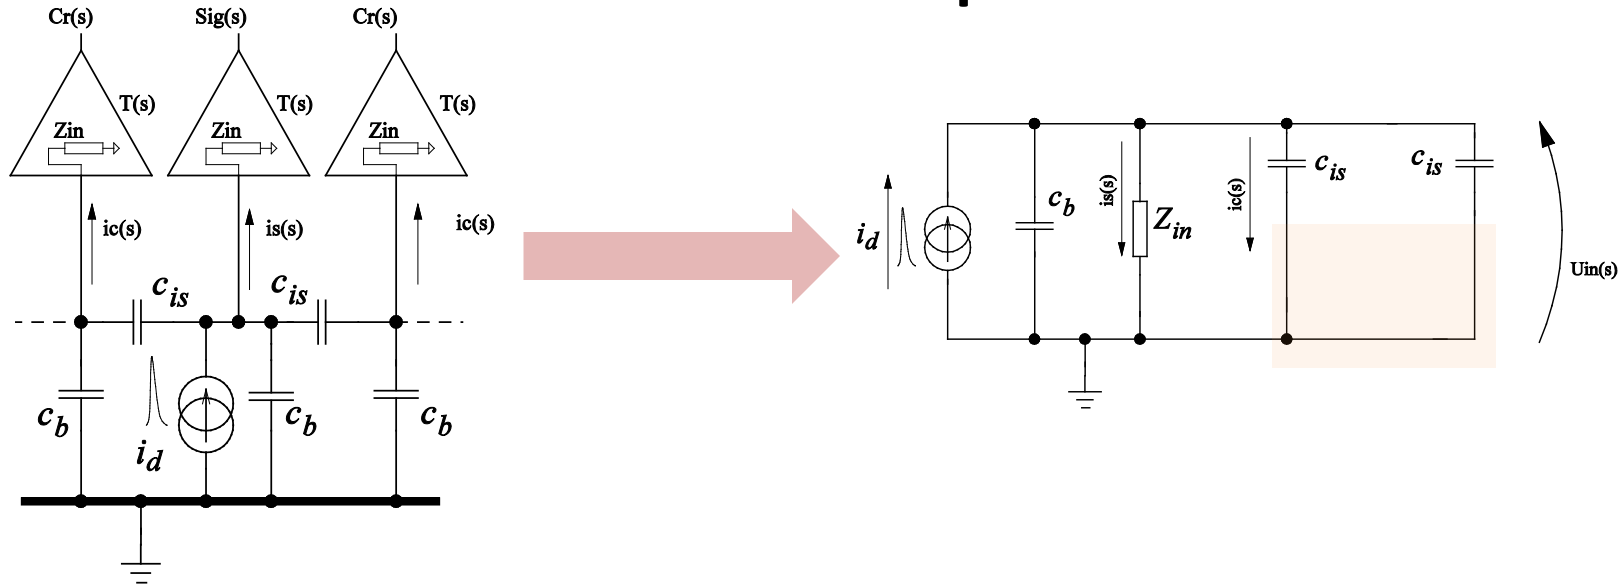 Cr(s) Sig(s) Cr(s)
T(s) T(s) T(s)
Zin Zin Zin
ic(s) is(s) ic(s)
c_is c_is
c_b i_d c_b c_b
i_d c_b is(s) Z_in ic(s) c_is c_is
Uin(s)